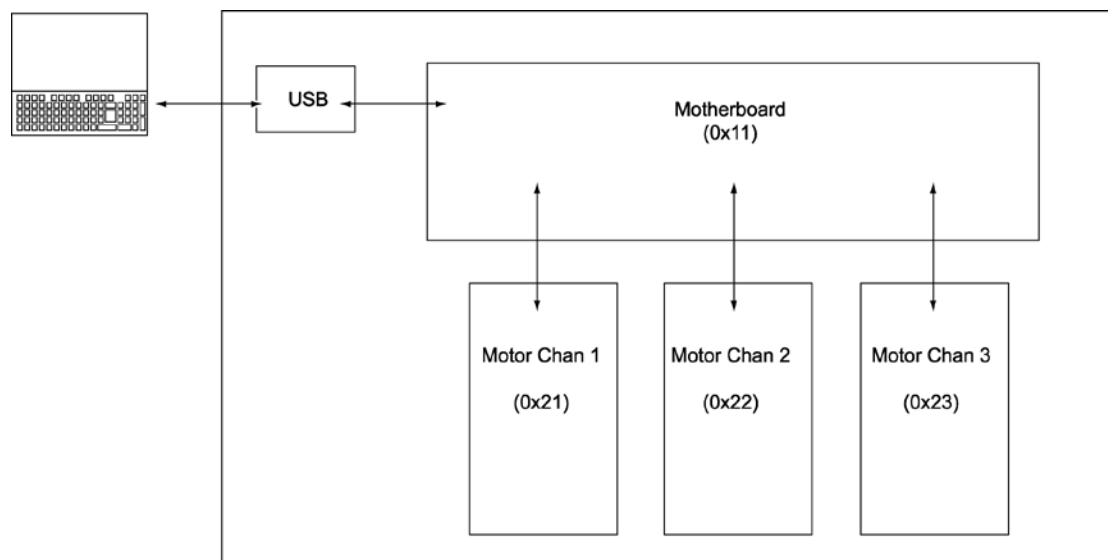 USB
Motherboard
(0x11)
Motor Chan 1
(0x21)
Motor Chan 2
(0x22)
Motor Chan 3
(0x23)